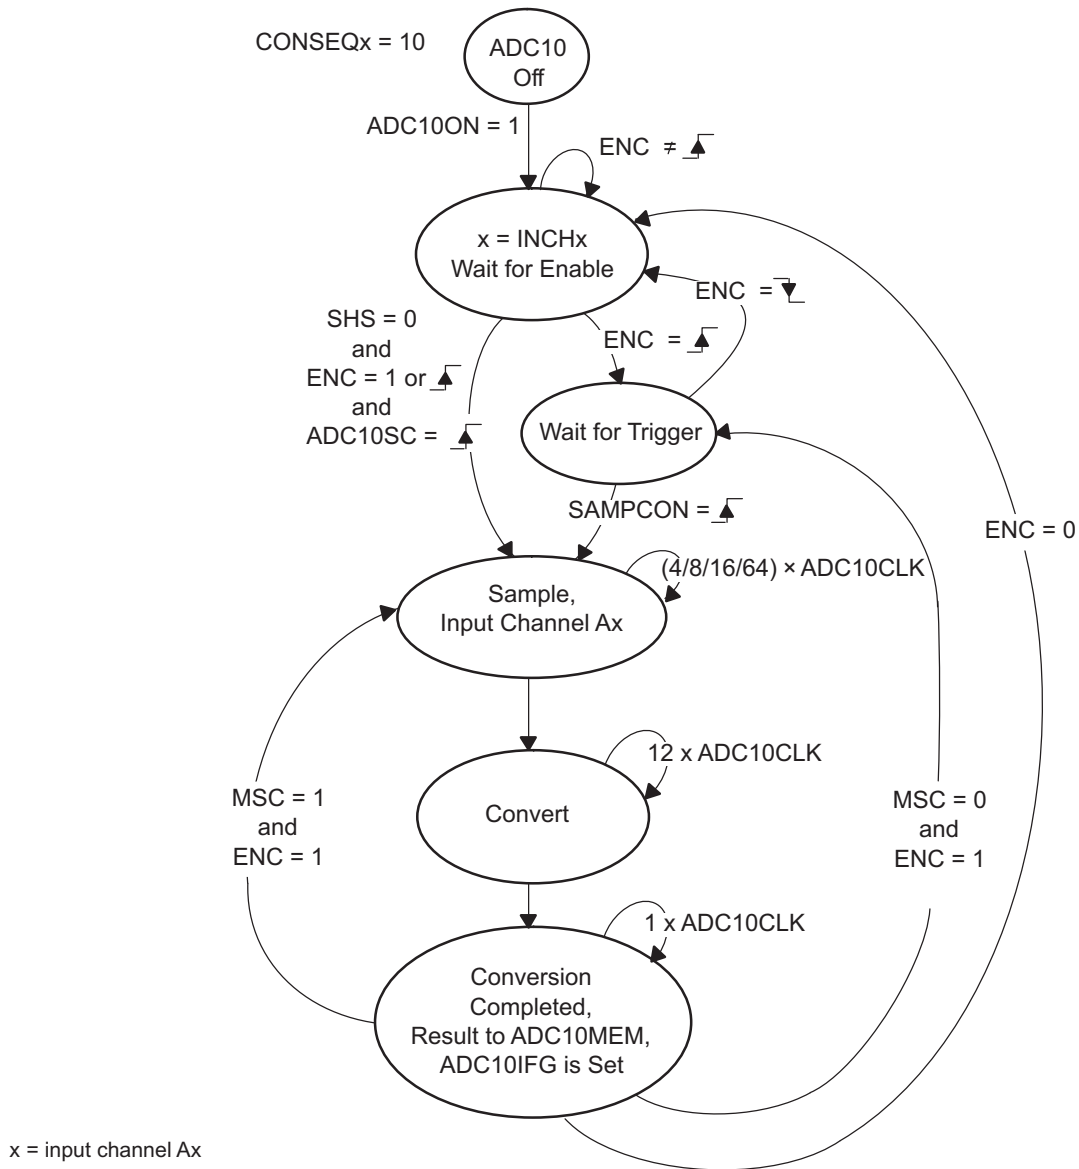 CONSEQx = 10
ADC10
Off
ADC10ON = 1
ENC ≠
x = INCHx
Wait for Enable
ENC =
SHS = 0
and
ENC = 1 or
and
ADC10SC =
ENC =
Wait for Trigger
SAMPCON =
ENC = 0
(4/8/16/64) × ADC10CLK
Sample,
Input Channel Ax
12 x ADC10CLK
Convert
MSC = 1
and
ENC = 1
MSC = 0
and
ENC = 1
1 x ADC10CLK
Conversion
Completed,
Result to ADC10MEM,
ADC10IFG is Set
x = input channel Ax